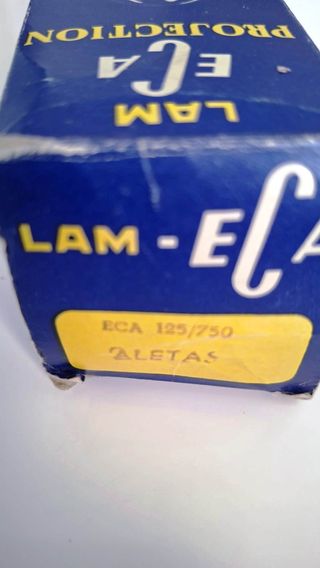 PROJECTION
ECA
LAM
LAM - ECA
ECA 125/750
ALETAS